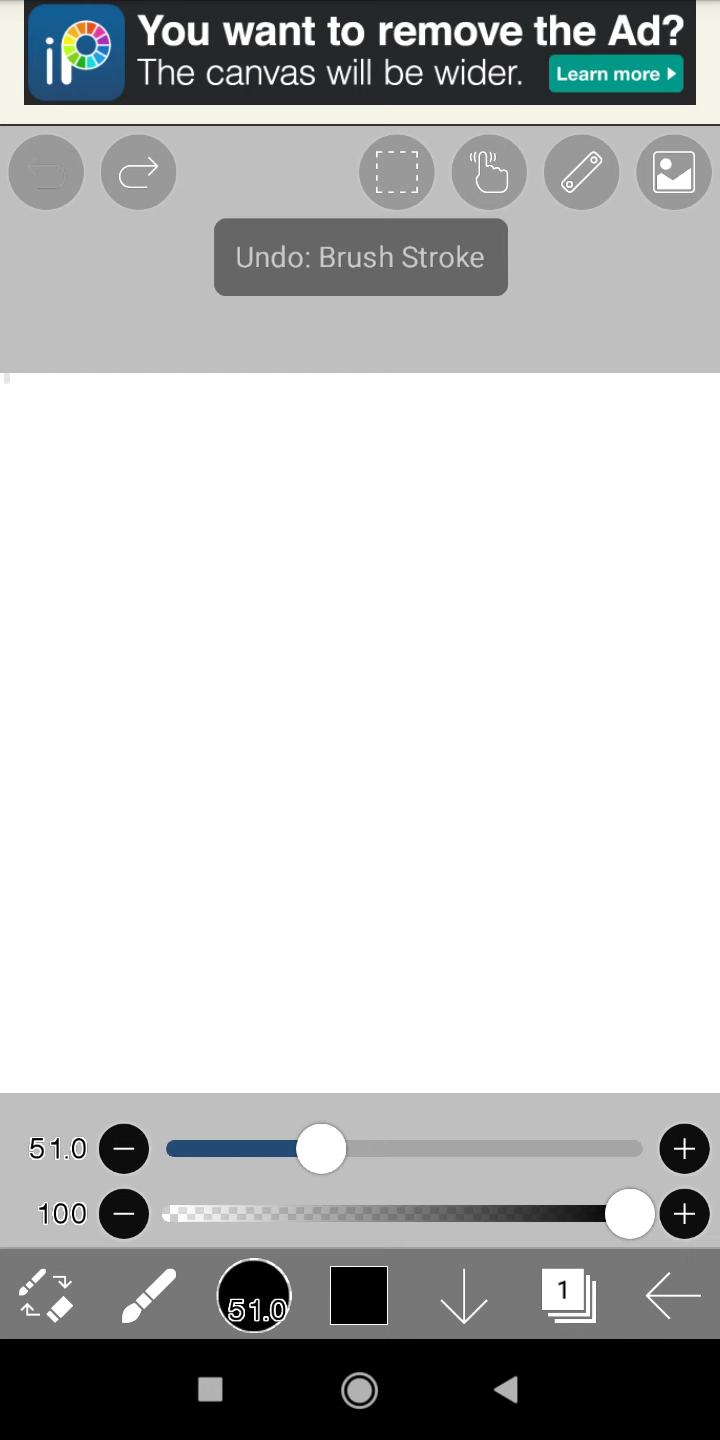 iP
You want to remove the Ad?
The canvas will be wider.
Learn more
Undo: Brush Stroke
51.0
100
51.0
1